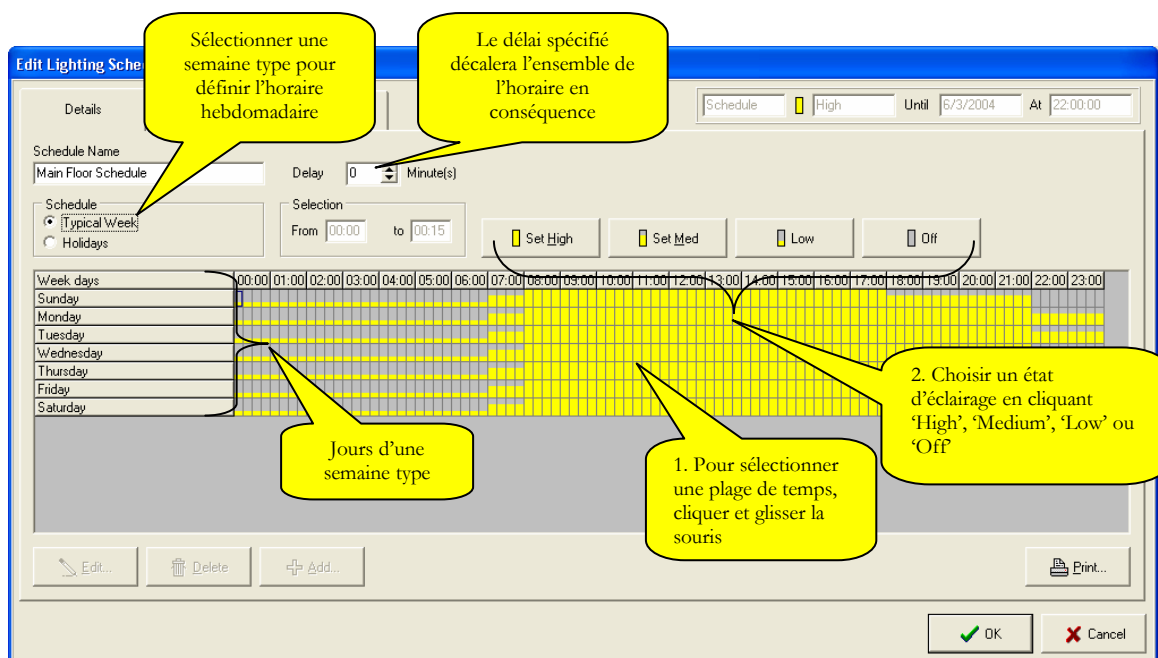 Sélectionner une
semaine type pour
définir l'horaire
hebdomadaire
Le délai spécifié
décalera l'ensemble de
l'horaire en
conséquence
Edit Lighting Sche
Details
Schedule
High
Until
6/3/2004
At
22:00:00
Schedule Name
Main Floor Schedule
Delay
0
Minute(s)
Schedule
Typical Week
Holidays
Selection
From
00:00
to
00:15
Set High
Set Med
Low
Off
Week days
00:00 01:00 02:00 03:00 04:00 05:00 06:00 07:00 08:00 09:00 10:00 11:00 12:00 13:00 14:00 15:00 16:00 17:00 18:00 19:00 20:00 21:00 22:00 23:00
Sunday
Monday
Tuesday
Wednesday
Thursday
Friday
Saturday
2. Choisir un état
d'éclairage en cliquant
'High', 'Medium', 'Low' ou
'Off'
Jours d'une
semaine type
1. Pour sélectionner
une plage de temps,
cliquer et glisser la
souris
Edit...
Delete
Add...
Print...
OK
Cancel